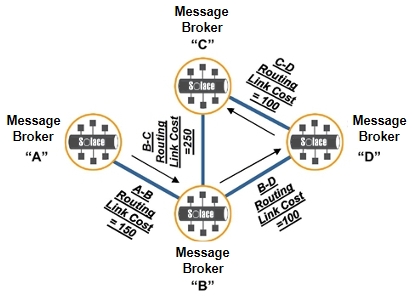 Message
Broker
"C"
Solace
C-D
Routing
Link Cost
= 100
Message
Broker
"A"
Solace
B-C
Routing
Link Cost
=250
Solace
Message
Broker
"D"
A-B
Routing
Link Cost
= 150
Solace
B-D
Routing
Link Cost
=100
Message
Broker
"B"